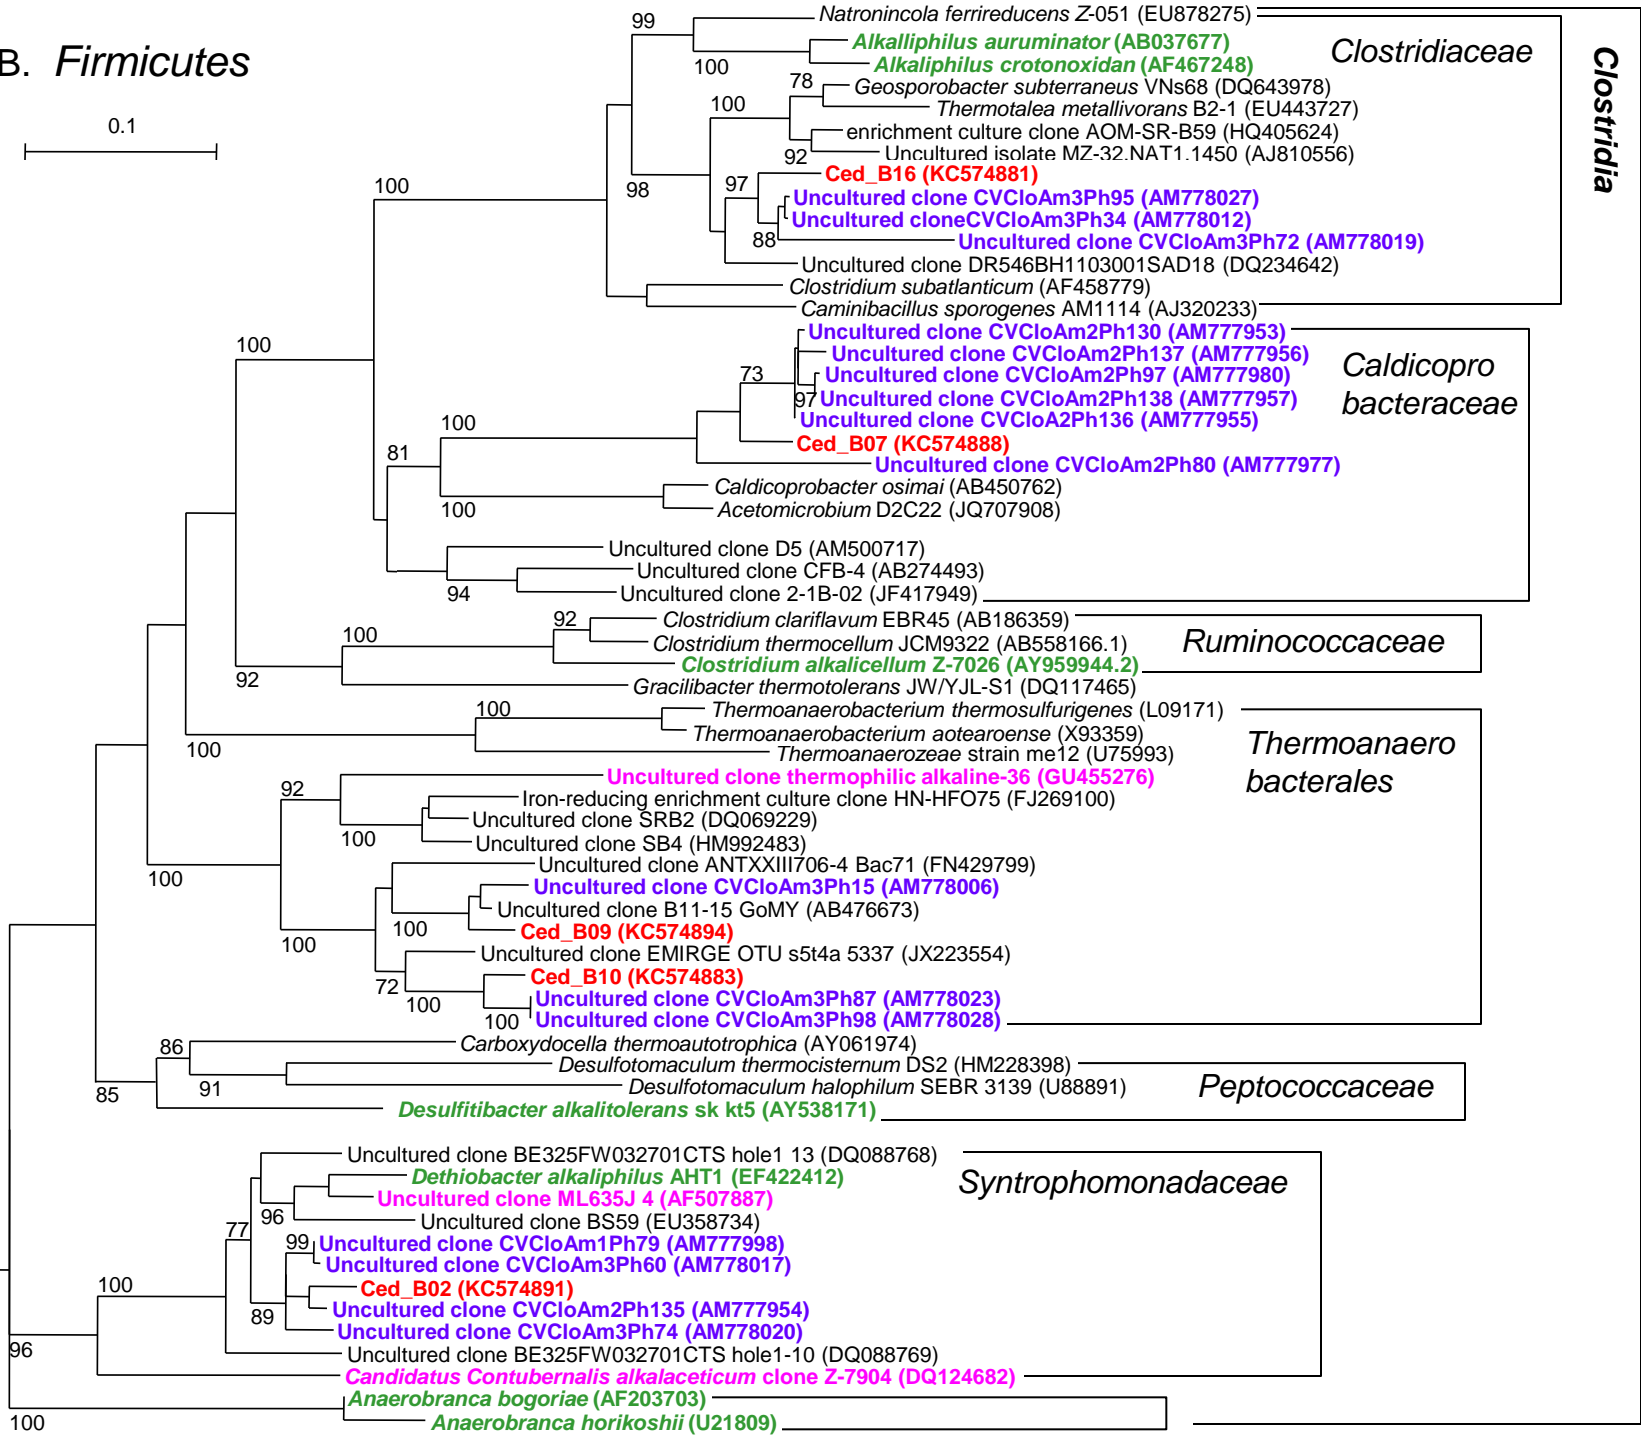 B. Firmicutes
0.1
99
Natronincola ferrireducens Z-051 (EU878275)
Alkalliphilus auruminator (AB037677)
Alkaliphilus crotonoxidan (AF467248)
100
Clostridiaceae
Clostridia
78
Geosporobacter subterraneus VNs68 (DQ643978)
100
Thermotalea metallivorans B2-1 (EU443727)
enrichment culture clone AOM-SR-B59 (HQ405624)
92
Uncultured isolate MZ-32.NAT1.1450 (AJ810556)
100
98
97
Ced_B16 (KC574881)
Uncultured clone CVCloAm3Ph95 (AM778027)
Uncultured cloneCVCloAm3Ph34 (AM778012)
88
Uncultured clone CVCloAm3Ph72 (AM778019)
Uncultured clone DR546BH1103001SAD18 (DQ234642)
Clostridium subatlanticum (AF458779)
Caminibacillus sporogenes AM1114 (AJ320233)
100
Uncultured clone CVCloAm2Ph130 (AM777953)
Uncultured clone CVCloAm2Ph137 (AM777956)
73
Uncultured clone CVCloAm2Ph97 (AM777980)
97
Uncultured clone CVCloAm2Ph138 (AM777957)
Uncultured clone CVCloA2Ph136 (AM777955)
Caldicopro
bacteraceae
100
Ced_B07 (KC574888)
81
Uncultured clone CVCloAm2Ph80 (AM777977)
Caldicoprobacter osimai (AB450762)
100
Acetomicrobium D2C22 (JQ707908)
Uncultured clone D5 (AM500717)
Uncultured clone CFB-4 (AB274493)
94
Uncultured clone 2-1B-02 (JF417949)
92
Clostridium clariflavum EBR45 (AB186359)
100
Clostridium thermocellum JCM9322 (AB558166.1)
Ruminococcaceae
Clostridium alkalicellum Z-7026 (AY959944.2)
92
Gracilibacter thermotolerans JW/YJL-S1 (DQ117465)
100
Thermoanaerobacterium thermosulfurigenes (L09171)
Thermoanaerobacterium aotearoense (X93359)
100
Thermoanaerozeae strain me12 (U75993)
Thermoanaero
bacterales
Uncultured clone thermophilic alkaline-36 (GU455276)
92
Iron-reducing enrichment culture clone HN-HFO75 (FJ269100)
Uncultured clone SRB2 (DQ069229)
100
Uncultured clone SB4 (HM992483)
Uncultured clone ANTXXIII706-4 Bac71 (FN429799)
100
Uncultured clone CVCloAm3Ph15 (AM778006)
Uncultured clone B11-15 GoMY (AB476673)
100
Ced_B09 (KC574894)
100
Uncultured clone EMIRGE OTU s5t4a 5337 (JX223554)
Ced_B10 (KC574883)
72
100
Uncultured clone CVCloAm3Ph87 (AM778023)
100
Uncultured clone CVCloAm3Ph98 (AM778028)
86
Carboxydocella thermoautotrophica (AY061974)
Desulfotomaculum thermocisternum DS2 (HM228398)
91
Desulfotomaculum halophilum SEBR 3139 (U88891)
Peptococcaceae
85
Desulfitibacter alkalitolerans sk kt5 (AY538171)
Uncultured clone BE325FW032701CTS hole1 13 (DQ088768)
Dethiobacter alkaliphilus AHT1 (EF422412)
Syntrophomonadaceae
Uncultured clone ML635J 4 (AF507887)
96
Uncultured clone BS59 (EU358734)
77
99
Uncultured clone CVCloAm1Ph79 (AM777998)
Uncultured clone CVCloAm3Ph60 (AM778017)
100
Ced_B02 (KC574891)
Uncultured clone CVCloAm2Ph135 (AM777954)
89
Uncultured clone CVCloAm3Ph74 (AM778020)
96
Uncultured clone BE325FW032701CTS hole1-10 (DQ088769)
Candidatus Contubernalis alkalaceticum clone Z-7904 (DQ124682)
Anaerobranca bogoriae (AF203703)
100
Anaerobranca horikoshii (U21809)